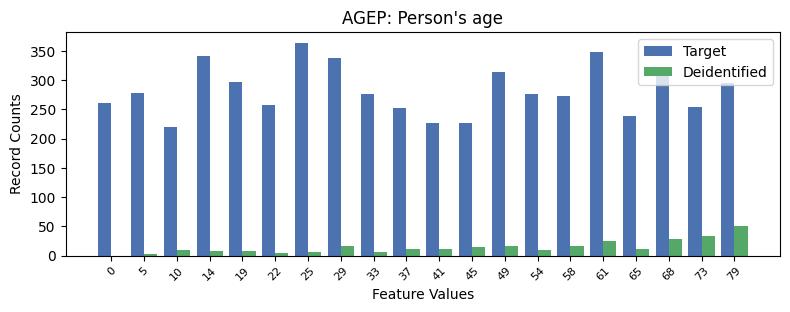 AGEP: Person's age
Target
Deidentified
Record Counts
350
300
250
200
150
100
50
0
0 5 10 14 19 22 25 29 33 37 41 45 49 54 58 61 65 68 73 79
Feature Values